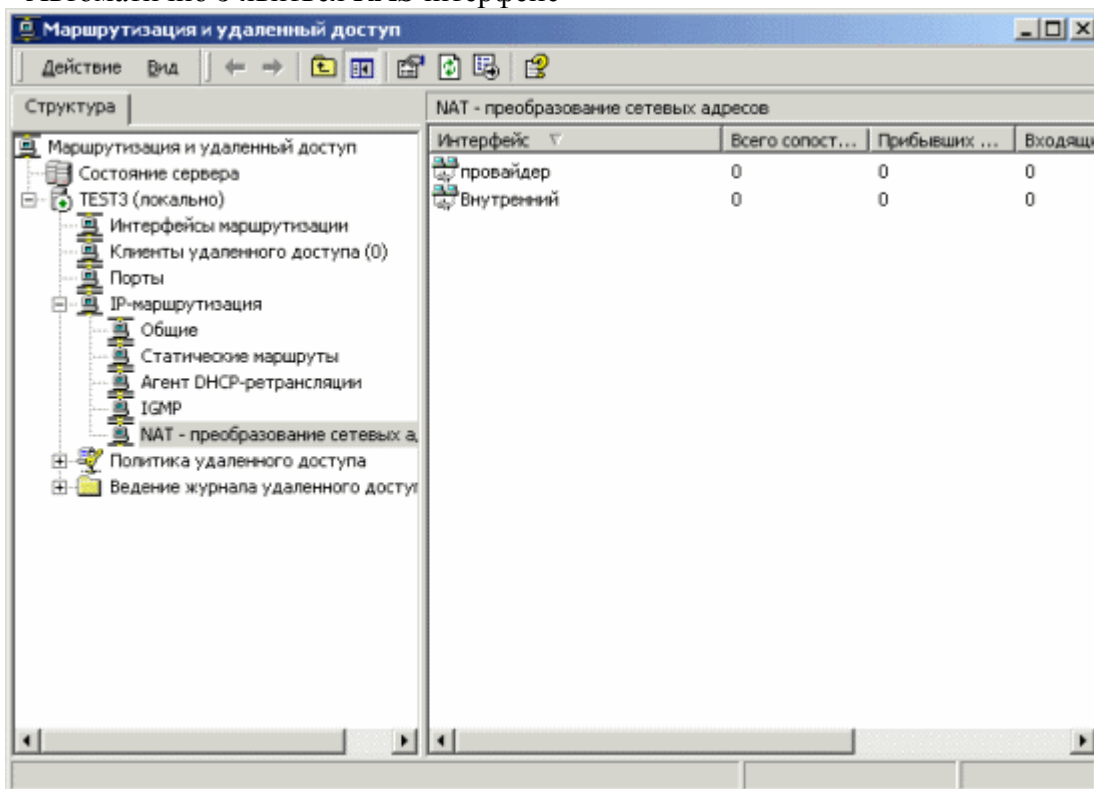 Маршрутизация и удаленный доступ
Действие Вид
Структура
NAT - преобразование сетевых адресов
Интерфейс Всего сопост... Прибывших ... Входящи
Маршрутизация и удаленный доступ
Состояние сервера
TEST3 (локально)
Интерфейсы маршрутизации
Клиенты удаленного доступа (0)
Порты
IP-маршрутизация
Общие
Статические маршруты
Агент DHCP-ретрансляции
IGMP
NAT - преобразование сетевых а
Политика удаленного доступа
Ведение журнала удаленного досту
провайдер 0 0 0
Внутренний 0 0 0